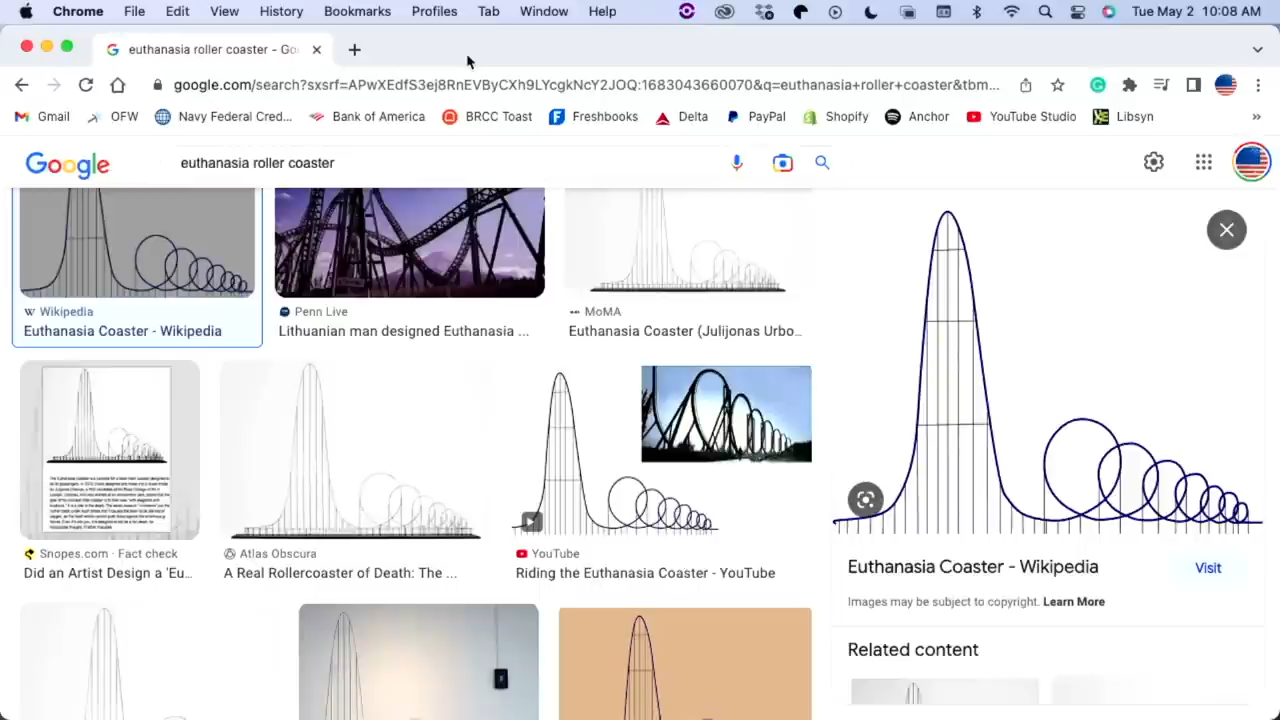 Chrome File Edit View History Bookmarks Profiles Tab Window Help Tue May 2 10:08 AM
euthanasia roller coaster - Go
google.com/search?sxsrf=APwXEdfS3ej8RnEVByCXh9LYcgkNcY2JOQ:1683043660070&q=euthanasia+roller+coaster&tbm...
Gmail OFW Navy Federal Cred... Bank of America BRCC Toast Freshbooks Delta PayPal Shopify Anchor YouTube Studio Libsyn »
Google euthanasia roller coaster
W Wikipedia
Euthanasia Coaster - Wikipedia
Penn Live
Lithuanian man designed Euthanasia ...
MoMA
Euthanasia Coaster (Julijonas Urbo...
Snopes.com · Fact check
Did an Artist Design a 'Eu...
Atlas Obscura
A Real Rollercoaster of Death: The ...
YouTube
Riding the Euthanasia Coaster - YouTube
Euthanasia Coaster - Wikipedia
Visit
Images may be subject to copyright. Learn More
Related content